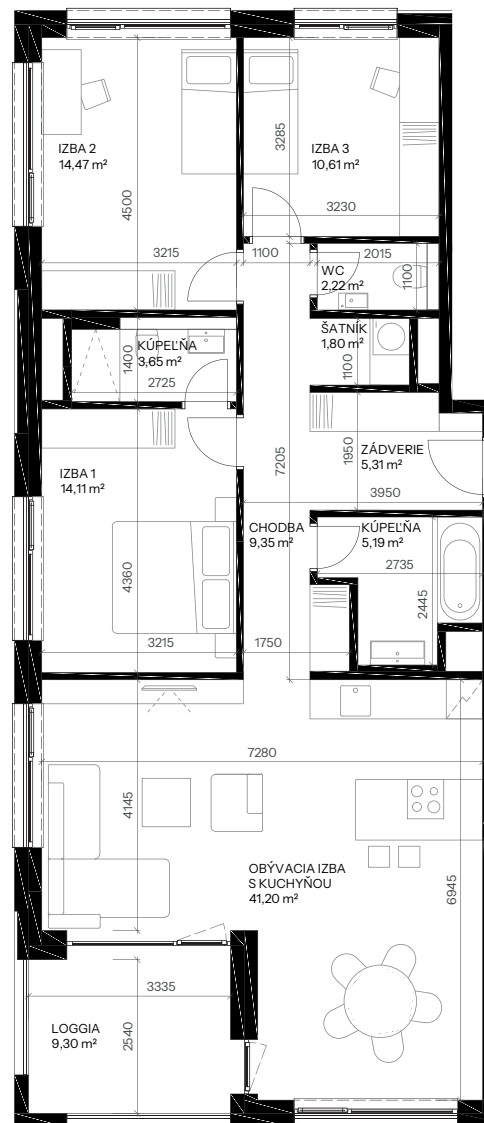 IZBA 2
14,47 m²
4500
3215
3285
IZBA 3
10,61 m²
3230
1100
2015
WC
2,22 m²
1100
ŠATNÍK
1,80 m²
1100
KÚPEĽŇA
3,65 m²
1400
2725
IZBA 1
14,11 m²
4360
3215
7205
1950
ZÁDVERIE
5,31 m²
3950
CHODBA
9,35 m²
1750
KÚPEĽŇA
5,19 m²
2735
2445
7280
4145
OBÝVACIA IZBA
S KUCHYŇOU
41,20 m²
6945
3335
LOGGIA
9,30 m²
2540